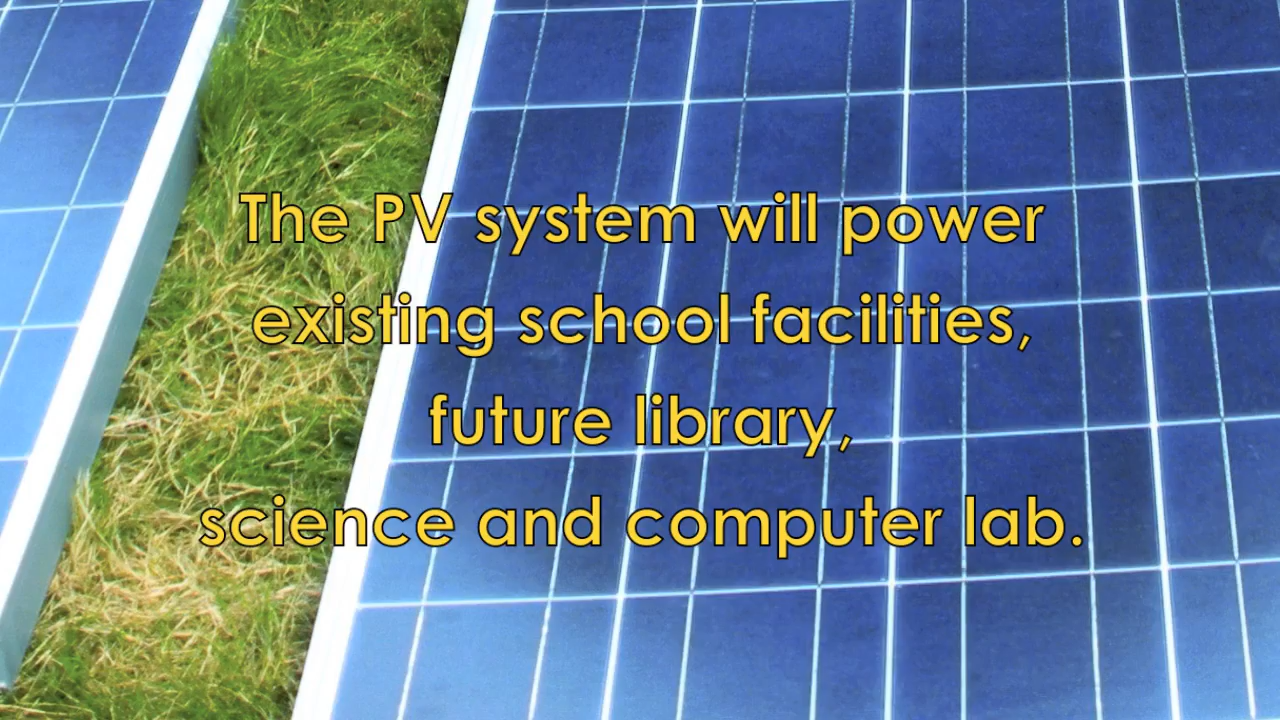 The PV system will power
existing school facilities,
future library,
science and computer lab.